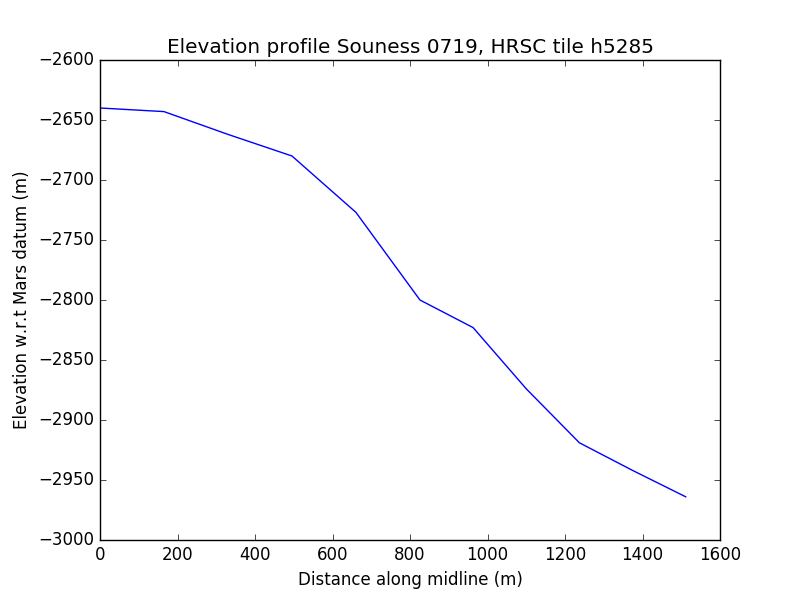 Elevation profile Souness 0719, HRSC tile h5285
−2600
−2650
−2700
−2750
−2800
−2850
−2900
−2950
−3000
Elevation w.r.t Mars datum (m)
0 200 400 600 800 1000 1200 1400 1600
Distance along midline (m)